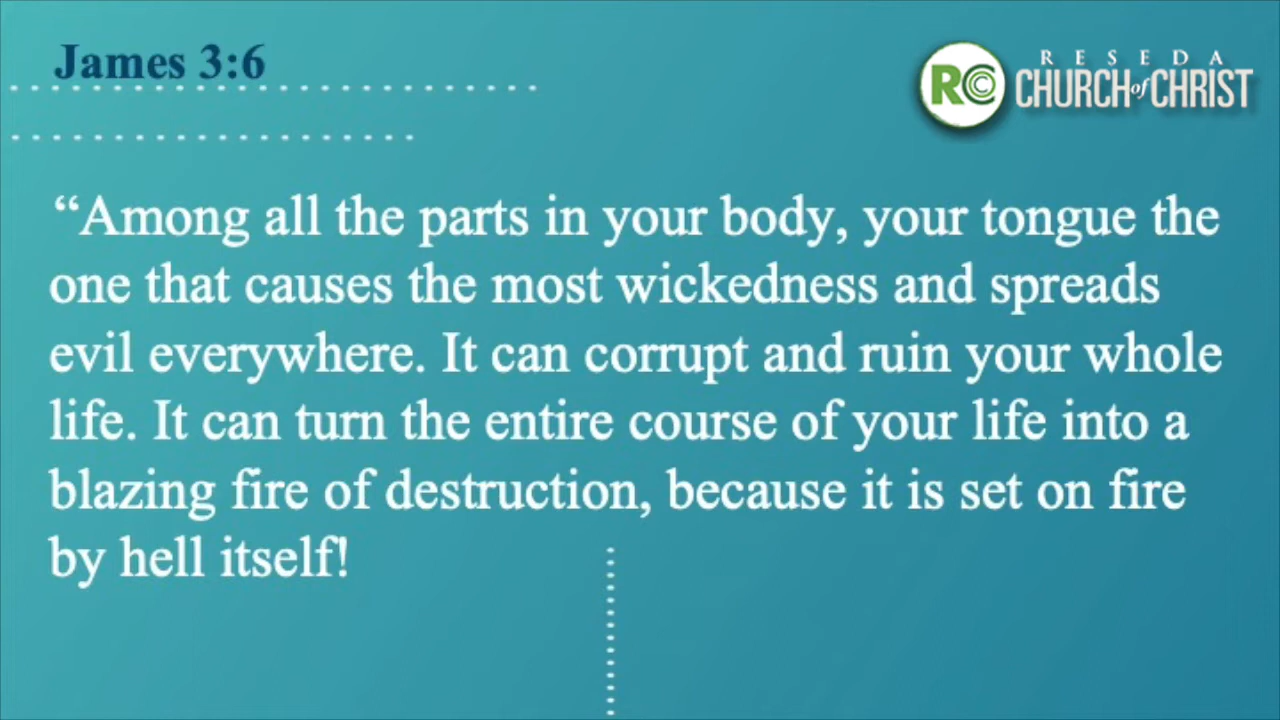 James 3:6
RC
RESEDA
CHURCH of CHRIST
“Among all the parts in your body, your tongue the
one that causes the most wickedness and spreads
evil everywhere. It can corrupt and ruin your whole
life. It can turn the entire course of your life into a
blazing fire of destruction, because it is set on fire
by hell itself!